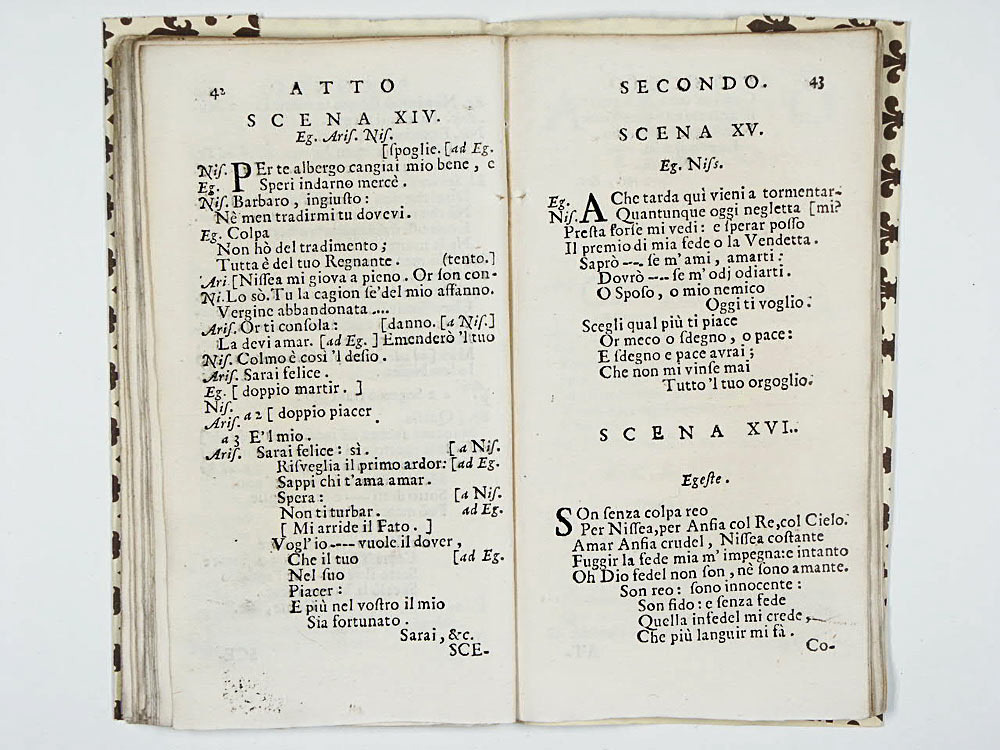 42 ATTO
SCENA XIV.
Eg. Ariſ. Niſ.
[ſpoglie. [ad Eg.
Niſ. PEr te albergo cangiai mio bene, e
Eg. Speri indarno mercè.
Niſ. Barbaro, ingiuſto:
Nè men tradirmi tu dovevi.
Eg. Colpa
Non hò del tradimento;
Tutta è del tuo Regnante. (tento.]
Ari. [Niſſea mi giova a pieno. Or ſon con-
Ni. Lo sò. Tu la cagion ſe' del mio affanno.
Vergine abbandonata ....
Ariſ. Or ti conſola: [danno. [a Niſ.]
La devi amar. [ad Eg.] Emenderò 'l tuo
Niſ. Colmo è così 'l deſio.
Ariſ. Sarai felice.
Eg. [ doppio martir. ]
Niſ.
Ariſ. a 2 [ doppio piacer
a 3 E' l mio.
Ariſ. Sarai felice: sì. [a Niſ.
Riſveglia il primo ardor: [ad Eg.
Sappi chi t'ama amar.
Spera: [a Niſ.
Non ti turbar. ad Eg.
[ Mi arride il Fato. ]
Vogl' io ---- vuole il dover,
Che il tuo [ad Eg.
Nel ſuo
Piacer:
E più nel voſtro il mio
Sia fortunato.
Sarai, &c.
SCE-
SECONDO. 43
SCENA XV.
Eg. Niſſ.
Eg. A Che tarda quì vieni a tormentar-
Niſ. Quantunque oggi negletta [mi?
Preſta forſe mi vedi: e ſperar poſſo
Il premio di mia fede o la Vendetta.
Saprò --- ſe m'ami, amarti:
Dovrò --- ſe m'odj odiarti.
O Spoſo, o mio nemico
Oggi ti voglio.
Scegli qual più ti piace
Or meco o ſdegno, o pace:
E ſdegno e pace avrai;
Che non mi vinſe mai
Tutto 'l tuo orgoglio.
SCENA XVI..
Egeſte.
SOn ſenza colpa reo
Per Niſſea, per Anſia col Re, col Cielo.
Amar Anſia crudel, Niſſea coſtante
Fuggir la fede mia m' impegna: e intanto
Oh Dio fedel non ſon, nè ſono amante.
Son reo: ſono innocente:
Son fido: e ſenza fede
Quella infedel mi crede,
Che più languir mi fà.
Co-